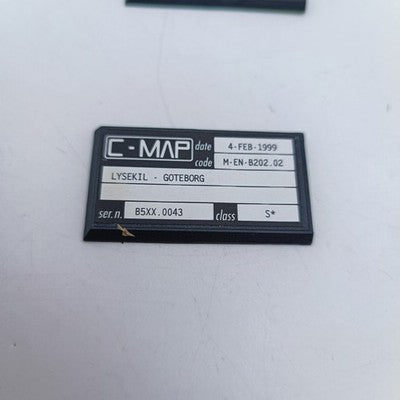 C-MAP date 4-FEB-1999
code M-EN-B202.02
LYSEKIL - GOTEBORG
ser.n. B5XX.0043 class S*